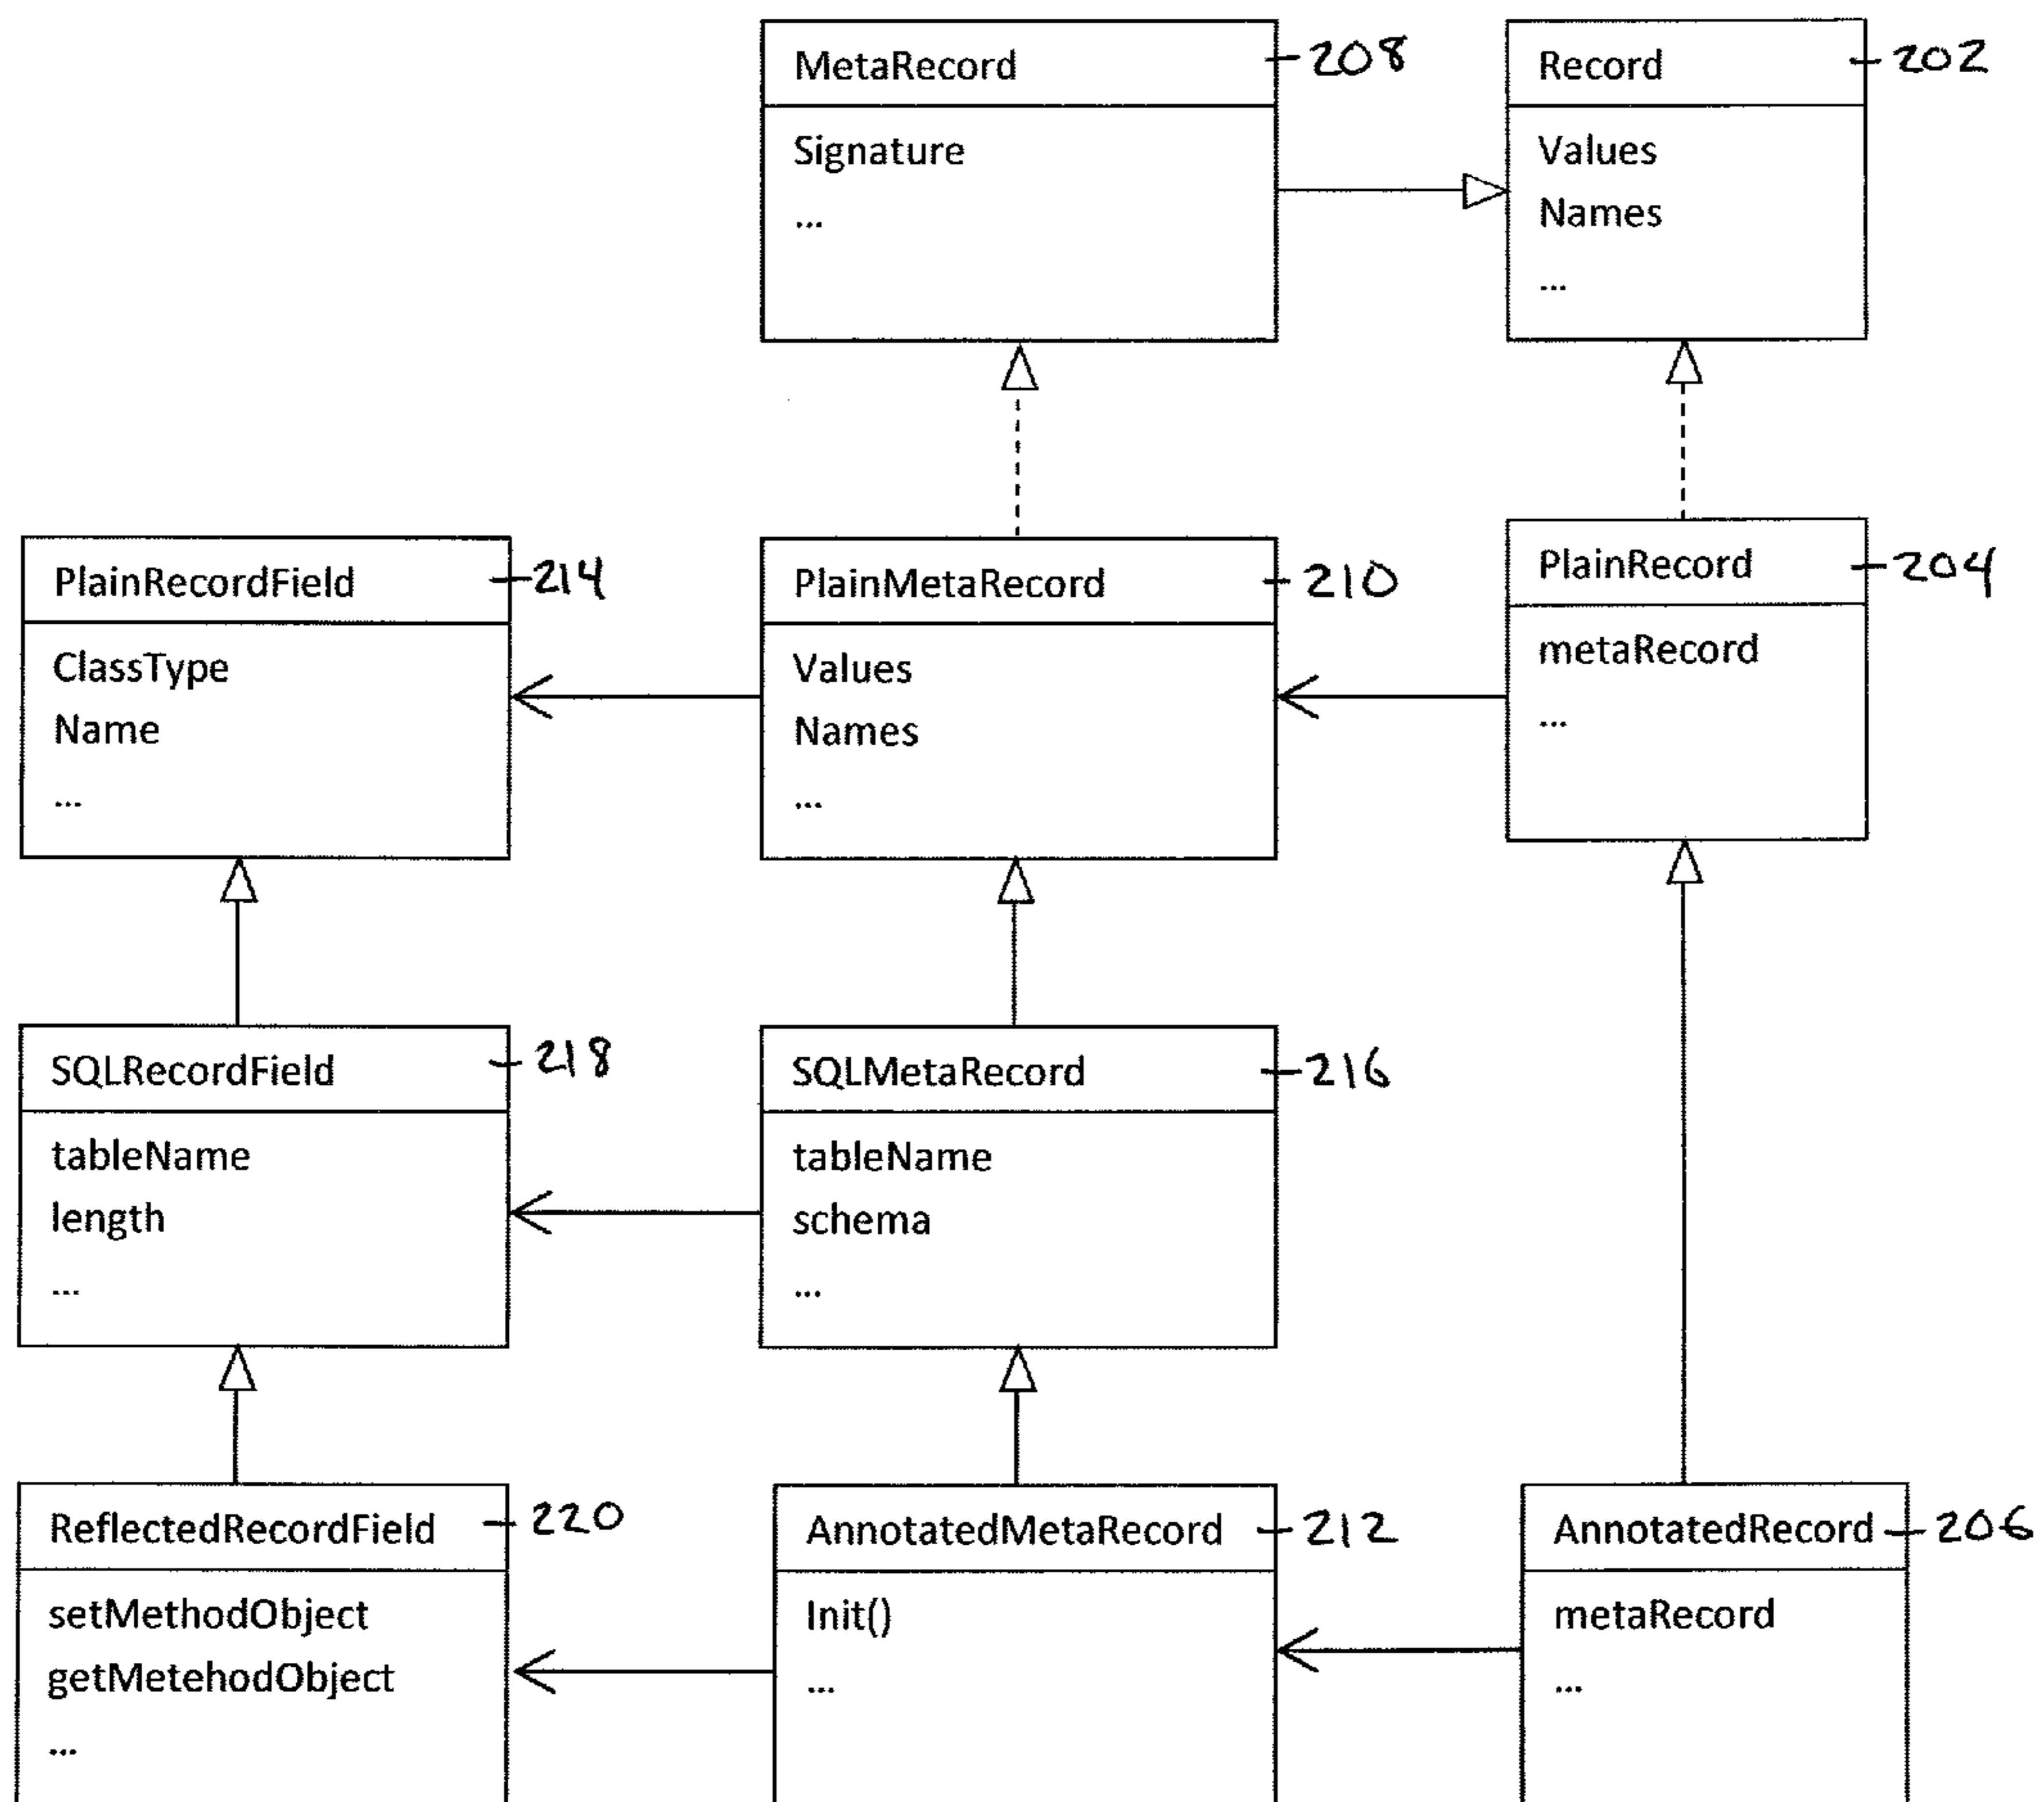 MetaRecord 208
Signature
...
Record 202
Values
Names
...
PlainRecordField 214
ClassType
Name
...
PlainMetaRecord 210
Values
Names
...
PlainRecord 204
metaRecord
...
SQLRecordField 218
tableName
length
...
SQLMetaRecord 216
tableName
schema
...
ReflectedRecordField 220
setMethodObject
getMetehodObject
...
AnnotatedMetaRecord 212
Init()
...
AnnotatedRecord 206
metaRecord
...